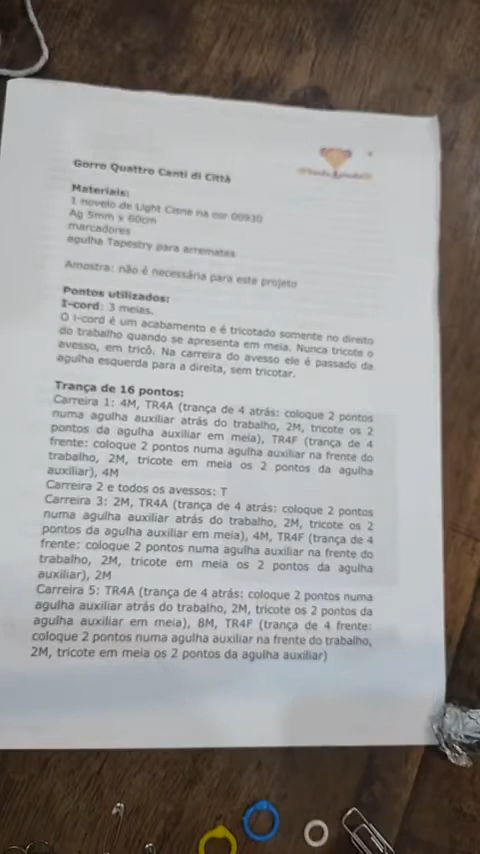 Gorro Quattro Canti di Città
Materiais:
1 novelo de Light Cisne na cor 00930
Ag 5mm x 60cm
marcadores
agulha Tapestry para arremates
Amostra: não é necessária para este projeto
Pontos utilizados:
I-cord: 3 meias.
O I-cord é um acabamento e é tricotado somente no direito
do trabalho quando se apresenta em meia. Nunca tricote o
avesso, em tricô. Na carreira do avesso ele é passado da
agulha esquerda para a direita, sem tricotar.
Trança de 16 pontos:
Carreira 1: 4M, TR4A (trança de 4 atrás: coloque 2 pontos
numa agulha auxiliar atrás do trabalho, 2M, tricote os 2
pontos da agulha auxiliar em meia), TR4F (trança de 4
frente: coloque 2 pontos numa agulha auxiliar na frente do
trabalho, 2M, tricote em meia os 2 pontos da agulha
auxiliar), 4M
Carreira 2 e todos os avessos: T
Carreira 3: 2M, TR4A (trança de 4 atrás: coloque 2 pontos
numa agulha auxiliar atrás do trabalho, 2M, tricote os 2
pontos da agulha auxiliar em meia), 4M, TR4F (trança de 4
frente: coloque 2 pontos numa agulha auxiliar na frente do
trabalho, 2M, tricote em meia os 2 pontos da agulha
auxiliar), 2M
Carreira 5: TR4A (trança de 4 atrás: coloque 2 pontos numa
agulha auxiliar atrás do trabalho, 2M, tricote os 2 pontos da
agulha auxiliar em meia), 8M, TR4F (trança de 4 frente:
coloque 2 pontos numa agulha auxiliar na frente do trabalho,
2M, tricote em meia os 2 pontos da agulha auxiliar)